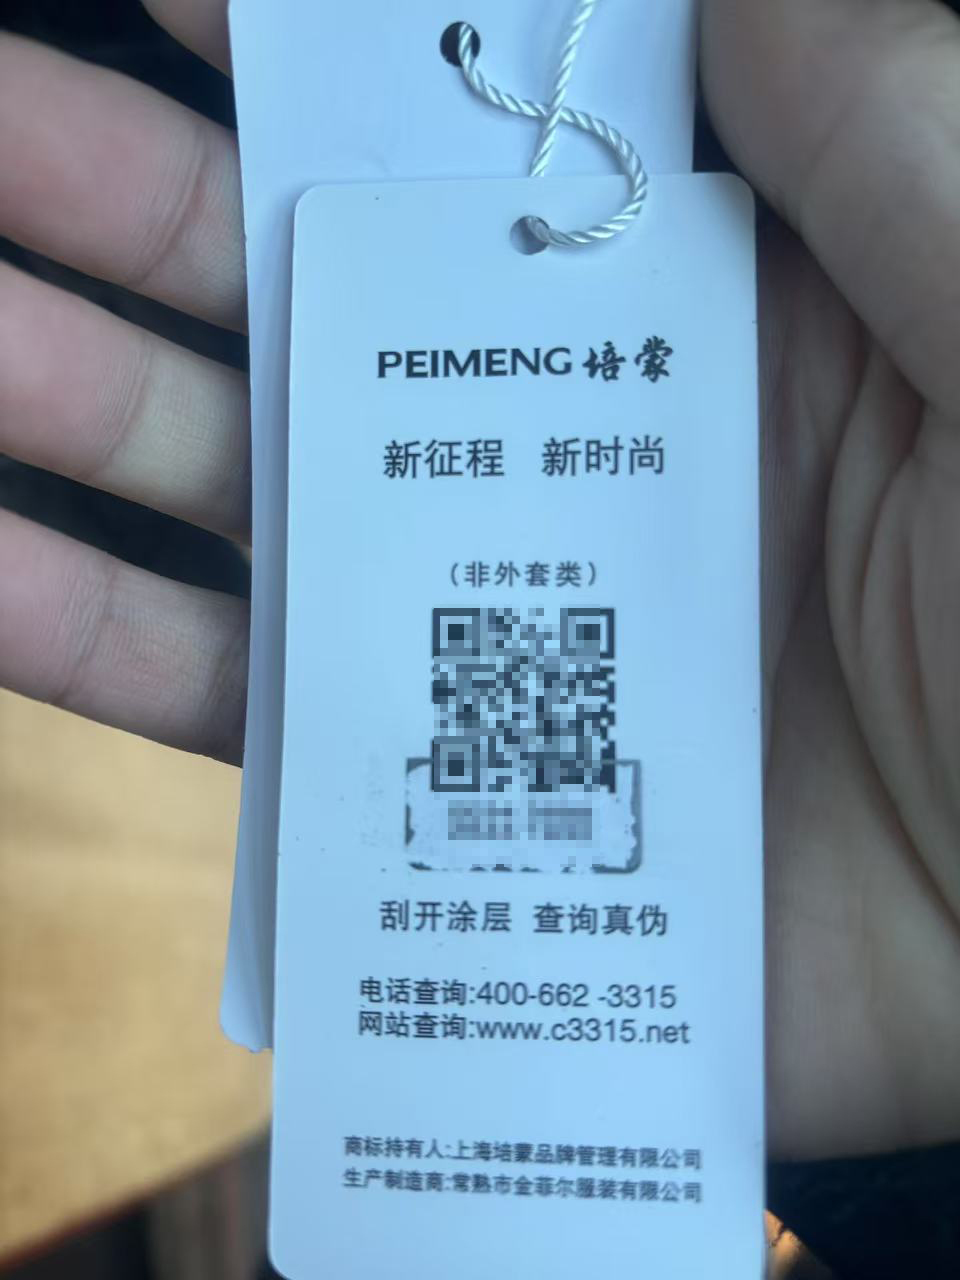 PEIMENG 培蒙
新征程 新时尚
（非外套类）
刮开涂层 查询真伪
电话查询:400-662 -3315
网站查询:www.c3315.net
商标持有人:上海培蒙品牌管理有限公司
生产制造商:常熟市金菲尔服装有限公司